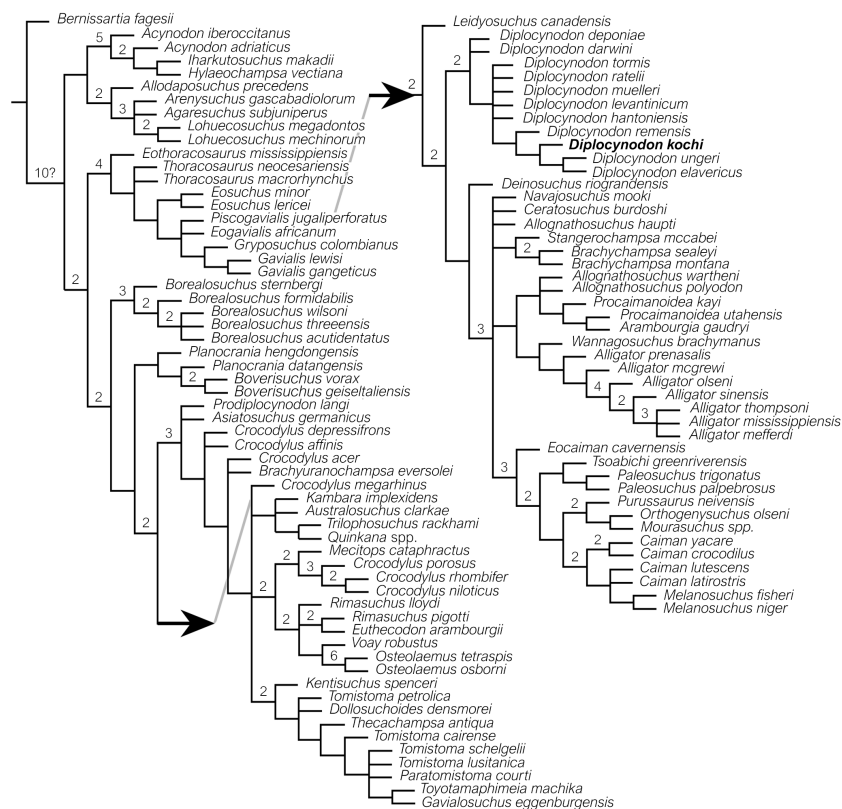 Bernissartia fagesii
Acynodon iberoccitanus
5
Acynodon adriaticus
2
Iharkutosuchus makadii
Hylaeochampsa vectiana
Allodaposuchus precedens
2
Arenysuchus gascabadiolorum
3
Agaresuchus subjuniperus
Lohuecosuchus megadontos
2
Lohuecosuchus mechinorum
Eothoracosaurus mississippiensis
10?
4
Thoracosaurus neocesariensis
Thoracosaurus macrorhynchus
Eosuchus minor
Eosuchus lericei
Piscogavialis jugaliperforatus
Eogavialis africanum
Gryposuchus colombianus
Gavialis lewisi
Gavialis gangeticus
2
Borealosuchus sternbergi
3
Borealosuchus formidabilis
2
Borealosuchus wilsoni
2
Borealosuchus threeensis
Borealosuchus acutidentatus
Planocrania hengdongensis
Planocrania datangensis
2
Boverisuchus vorax
Boverisuchus geiseltaliensis
2
Prodiplocynodon langi
Asiatosuchus germanicus
3
Crocodylus depressifrons
Crocodylus affinis
Crocodylus acer
Brachyuranochampsa eversolei
Crocodylus megarhinus
Kambara implexidens
Australosuchus clarkae
Trilophosuchus rackhami
2
Quinkana spp.
Mecitops cataphractus
2
Crocodylus porosus
3
Crocodylus rhombifer
2
Crocodylus niloticus
2
Rimasuchus lloydi
2
Rimasuchus pigotti
2
Euthecodon arambourgii
Voay robustus
Osteolaemus tetraspis
6
Osteolaemus osborni
Kentisuchus spenceri
2
Tomistoma petrolica
Dollosuchoides densmorei
Thecachampsa antiqua
Tomistoma cairense
Tomistoma schelgelii
Tomistoma lusitanica
Paratomistoma courti
Toyotamaphimeia machika
Gavialosuchus eggenburgensis
Leidyosuchus canadensis
2
Diplocynodon deponiae
Diplocynodon darwini
2
Diplocynodon tormis
Diplocynodon ratelii
Diplocynodon muelleri
Diplocynodon levantinicum
Diplocynodon hantoniensis
Diplocynodon remensis
Diplocynodon kochi
Diplocynodon ungeri
2
Diplocynodon elavericus
Deinosuchus riograndensis
Navajosuchus mooki
Ceratosuchus burdoshi
Allognathosuchus haupti
Stangerochampsa mccabei
2
Brachychampsa sealeyi
Brachychampsa montana
Allognathosuchus wartheni
Allognathosuchus polyodon
Procaimanoidea kayi
Procaimanoidea utahensis
3
Arambourgia gaudryi
Wannagosuchus brachymanus
Alligator prenasalis
Alligator mcgrewi
4
Alligator olseni
2
Alligator sinensis
3
Alligator thompsoni
Alligator mississippiensis
Alligator mefferdi
Eocaiman cavernensis
3
Tsoabichi greenriverensis
Paleosuchus trigonatus
2
Paleosuchus palpebrosus
2
Purussaurus neivensis
Orthogenysuchus olseni
Mourasuchus spp.
2
Caiman yacare
2
Caiman crocodilus
Caiman lutescens
Caiman latirostris
Melanosuchus fisheri
Melanosuchus niger